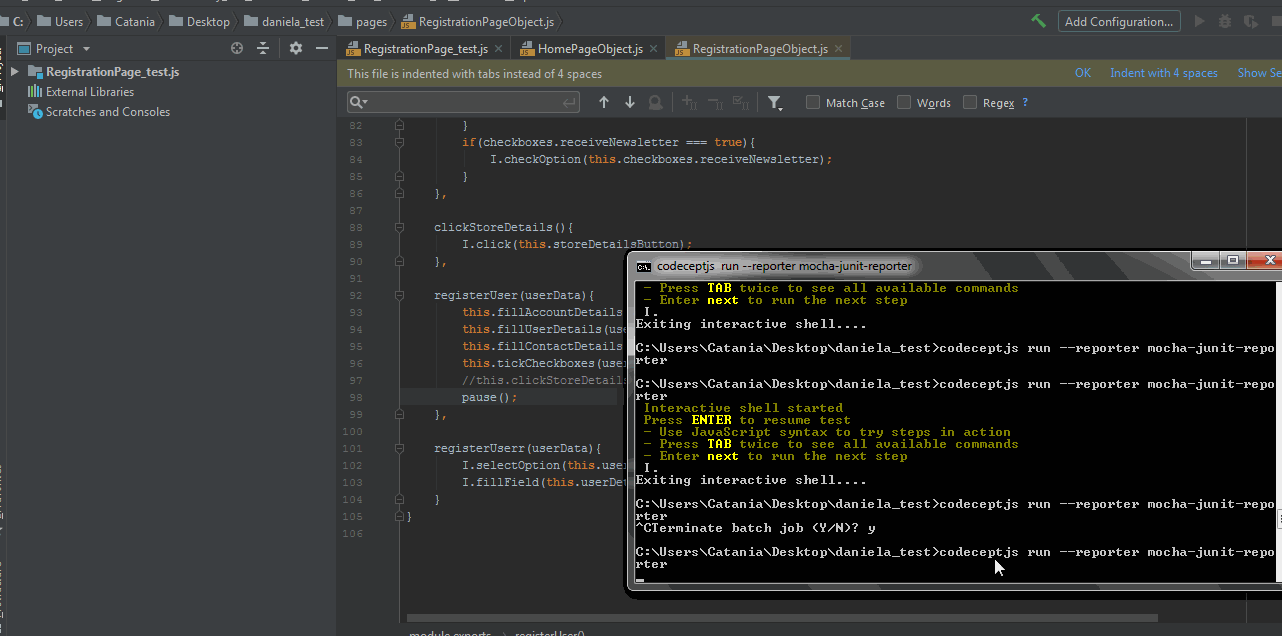 C: Users Catania Desktop daniela_test pages RegistrationPageObject.js Add Configuration...
Project RegistrationPage_test.js HomePageObject.js RegistrationPageObject.js
RegistrationPage_test.js
External Libraries
Scratches and Consoles
This file is indented with tabs instead of 4 spaces OK Indent with 4 spaces Show Se
Match Case Words Regex ?
82 }
83 if(checkboxes.receiveNewsletter === true){
84 I.checkOption(this.checkboxes.receiveNewsletter);
85 }
86 },
87
88 clickStoreDetails(){
89 I.click(this.storeDetailsButton);
90 },
91
92 registerUser(userData){
93 this.fillAccountDetails
94 this.fillUserDetails(use
95 this.fillContactDetails
96 this.tickCheckboxes(user
97 //this.clickStoreDetails
98 pause();
99 },
100
101 registerUserr(userData){
102 I.selectOption(this.user
103 I.fillField(this.userDet
104 }
105 }
106
module.exports registerUser()
codeceptjs run --reporter mocha-junit-reporter
- Press TAB twice to see all available commands
- Enter next to run the next step
I.
Exiting interactive shell....
C:\Users\Catania\Desktop\daniela_test>codeceptjs run --reporter mocha-junit-repo
rter
C:\Users\Catania\Desktop\daniela_test>codeceptjs run --reporter mocha-junit-repo
rter
Interactive shell started
Press ENTER to resume test
- Use JavaScript syntax to try steps in action
- Press TAB twice to see all available commands
- Enter next to run the next step
I.
Exiting interactive shell....
C:\Users\Catania\Desktop\daniela_test>codeceptjs run --reporter mocha-junit-repo
rter
^CTerminate batch job (Y/N)? y
C:\Users\Catania\Desktop\daniela_test>codeceptjs run --reporter mocha-junit-repo
rter